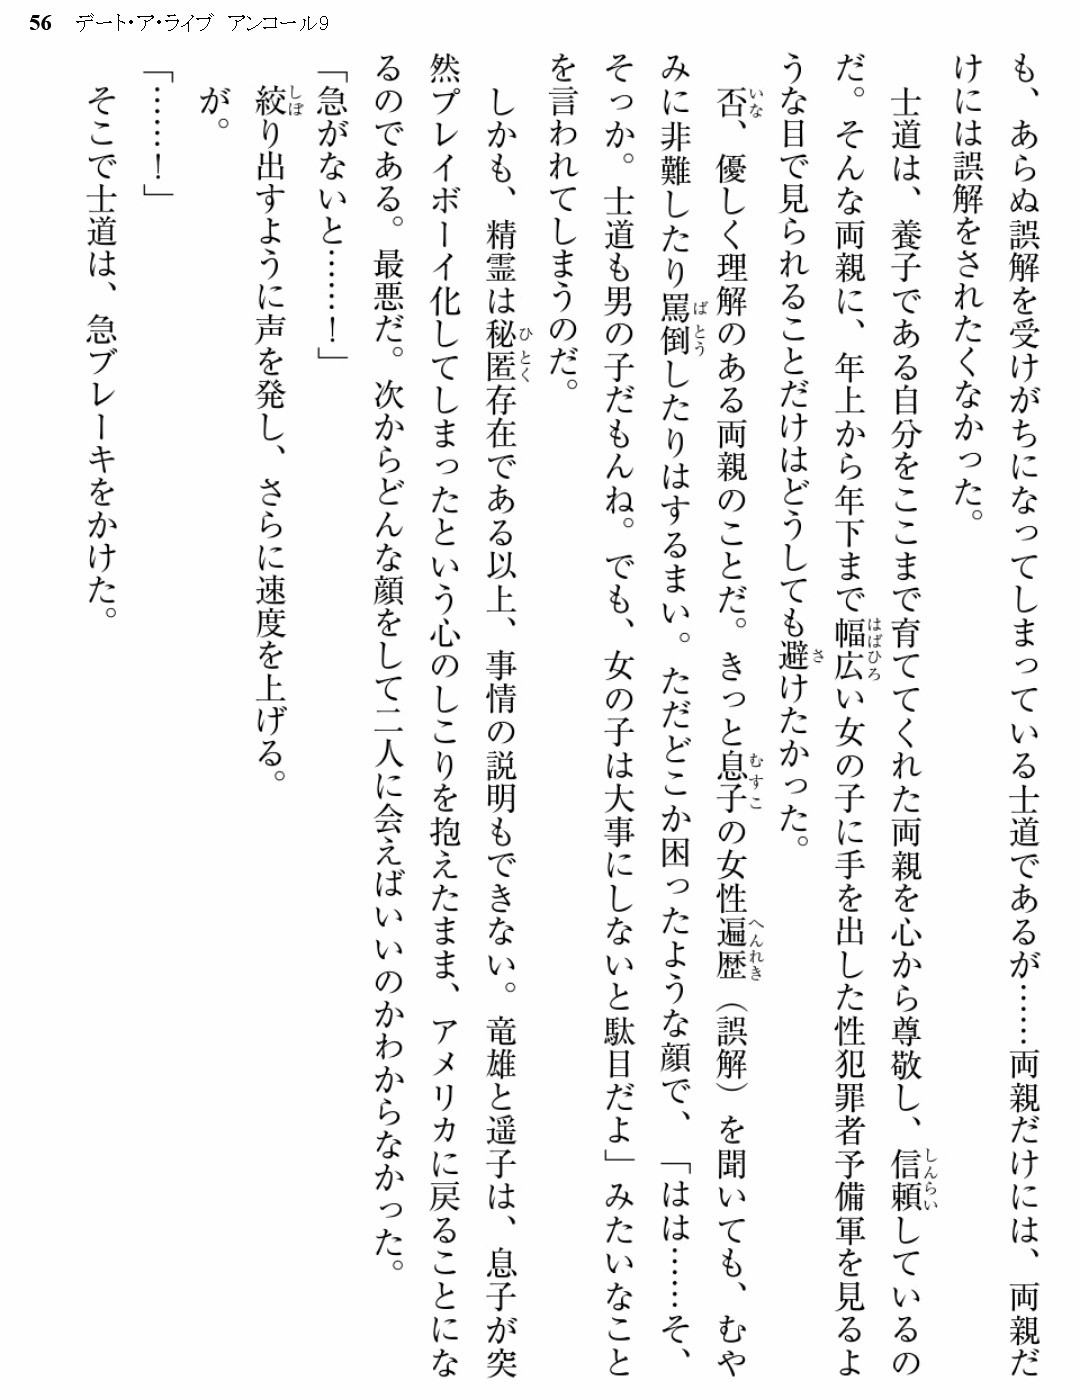 56 デート・ア・ライブ アンコール9
も、あらぬ誤解を受けがちになってしまっている士道であるが……両親だけには、両親だ
けには誤解をされたくなかった。
士道は、養子である自分をここまで育ててくれた両親を心から尊敬し、信頼しているの
だ。そんな両親に、年上から年下まで幅広い女の子に手を出した性犯罪者予備軍を見るよ
うな目で見られることだけはどうしても避けたかった。
否、優しく理解のある両親のことだ。きっと息子の女性遍歴（誤解）を聞いても、むや
みに非難したり罵倒したりはするまい。ただどこか困ったような顔で、「はは……そ、
そっか。士道も男の子だもんね。でも、女の子は大事にしないと駄目だよ」みたいなこと
を言われてしまうのだ。
しかも、精霊は秘匿存在である以上、事情の説明もできない。竜雄と遥子は、息子が突
然プレイボーイ化してしまったという心のしこりを抱えたまま、アメリカに戻ることにな
るのである。最悪だ。次からどんな顔をして二人に会えばいいのかわからなかった。
「急がないと……！」
絞り出すように声を発し、さらに速度を上げる。
が。
「……！」
そこで士道は、急ブレーキをかけた。